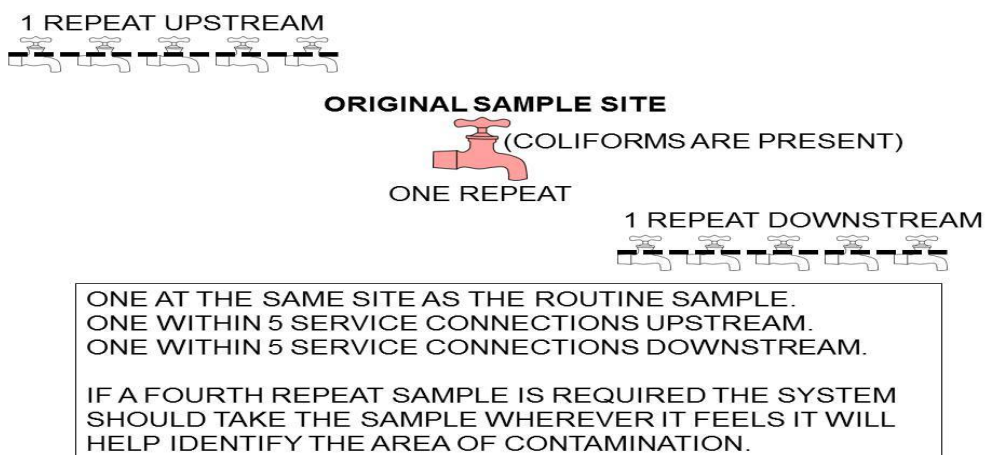 1 REPEAT UPSTREAM
ORIGINAL SAMPLE SITE
(COLIFORMS ARE PRESENT)
ONE REPEAT
1 REPEAT DOWNSTREAM
ONE AT THE SAME SITE AS THE ROUTINE SAMPLE.
ONE WITHIN 5 SERVICE CONNECTIONS UPSTREAM.
ONE WITHIN 5 SERVICE CONNECTIONS DOWNSTREAM.
IF A FOURTH REPEAT SAMPLE IS REQUIRED THE SYSTEM
SHOULD TAKE THE SAMPLE WHEREVER IT FEELS IT WILL
HELP IDENTIFY THE AREA OF CONTAMINATION.